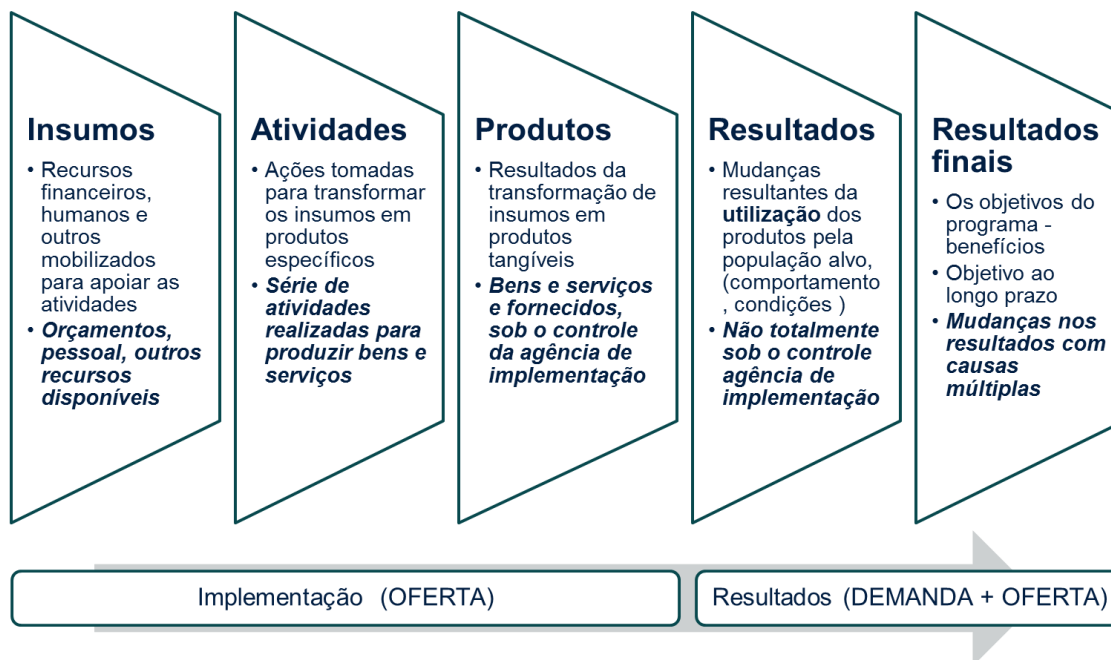 Insumos
• Recursos
financeiros,
humanos e
outros
mobilizados
para apoiar as
atividades
• Orçamentos,
pessoal, outros
recursos
disponíveis
Atividades
• Ações tomadas
para transformar
os insumos em
produtos
específicos
• Série de
atividades
realizadas para
produzir bens e
serviços
Produtos
• Resultados da
transformação de
insumos em
produtos
tangíveis
• Bens e serviços
e fornecidos,
sob o controle
da agência de
implementação
Resultados
• Mudanças
resultantes da
utilização dos
produtos pela
população alvo,
(comportamento
, condições )
• Não totalmente
sob o controle
agência de
implementação
Resultados
finais
• Os objetivos do
programa -
benefícios
• Objetivo ao
longo prazo
• Mudanças nos
resultados com
causas
múltiplas
Implementação (OFERTA)
Resultados (DEMANDA + OFERTA)